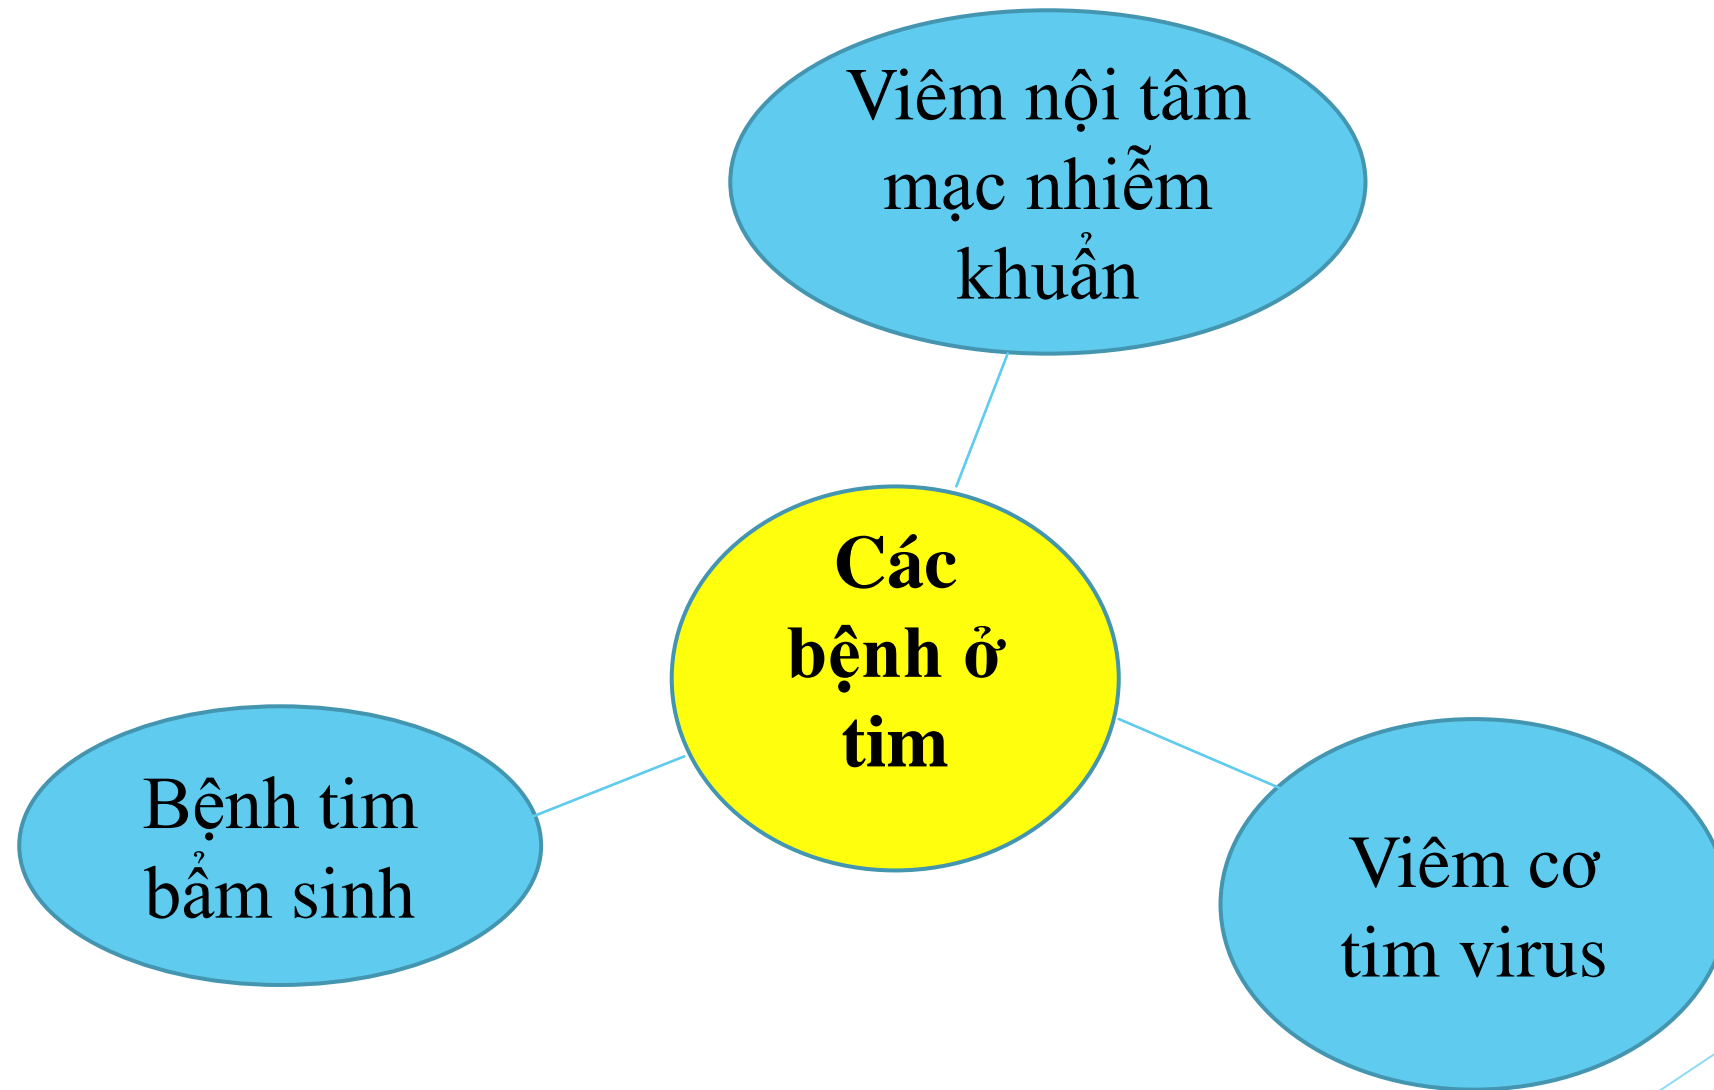 Viêm nội tâm
mạc nhiễm
khuẩn
Các
bệnh ở
tim
Bệnh tim
bẩm sinh
Viêm cơ
tim virus